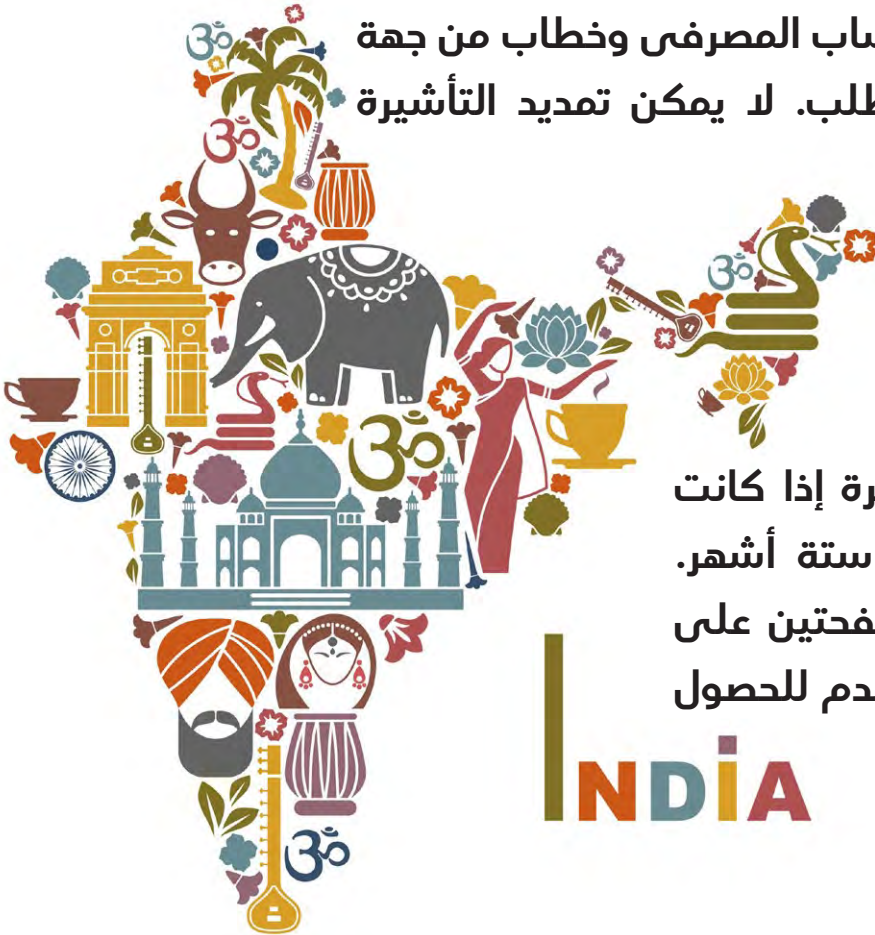 ساب المصرفى وخطاب من جهة
طلب. لا يمكن تمديد التأشيرة
رة إذا كانت
ستة أشهر.
فحتين على
دم للحصول
INDiA